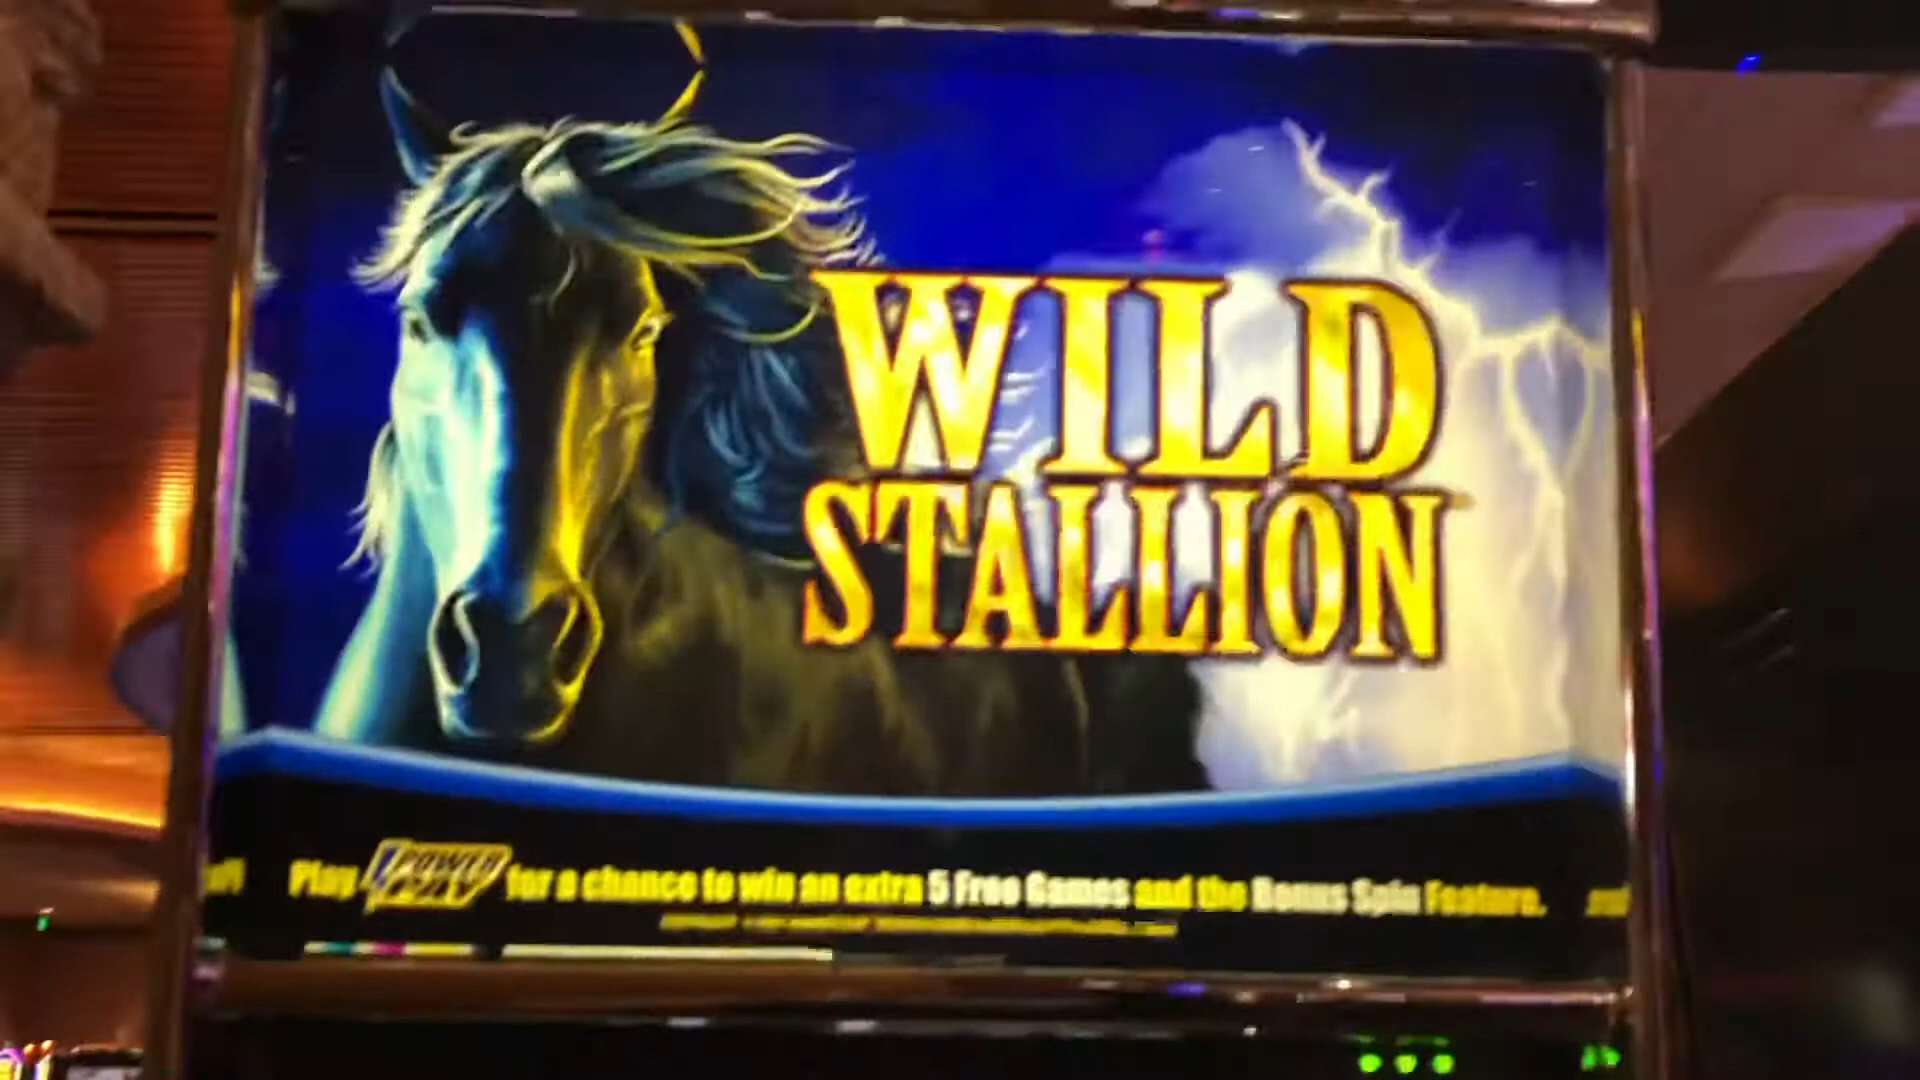 WILD
STALLION
Play POWER PLAY for a chance to win an extra 5 Free Games and the Bonus Spin Feature.